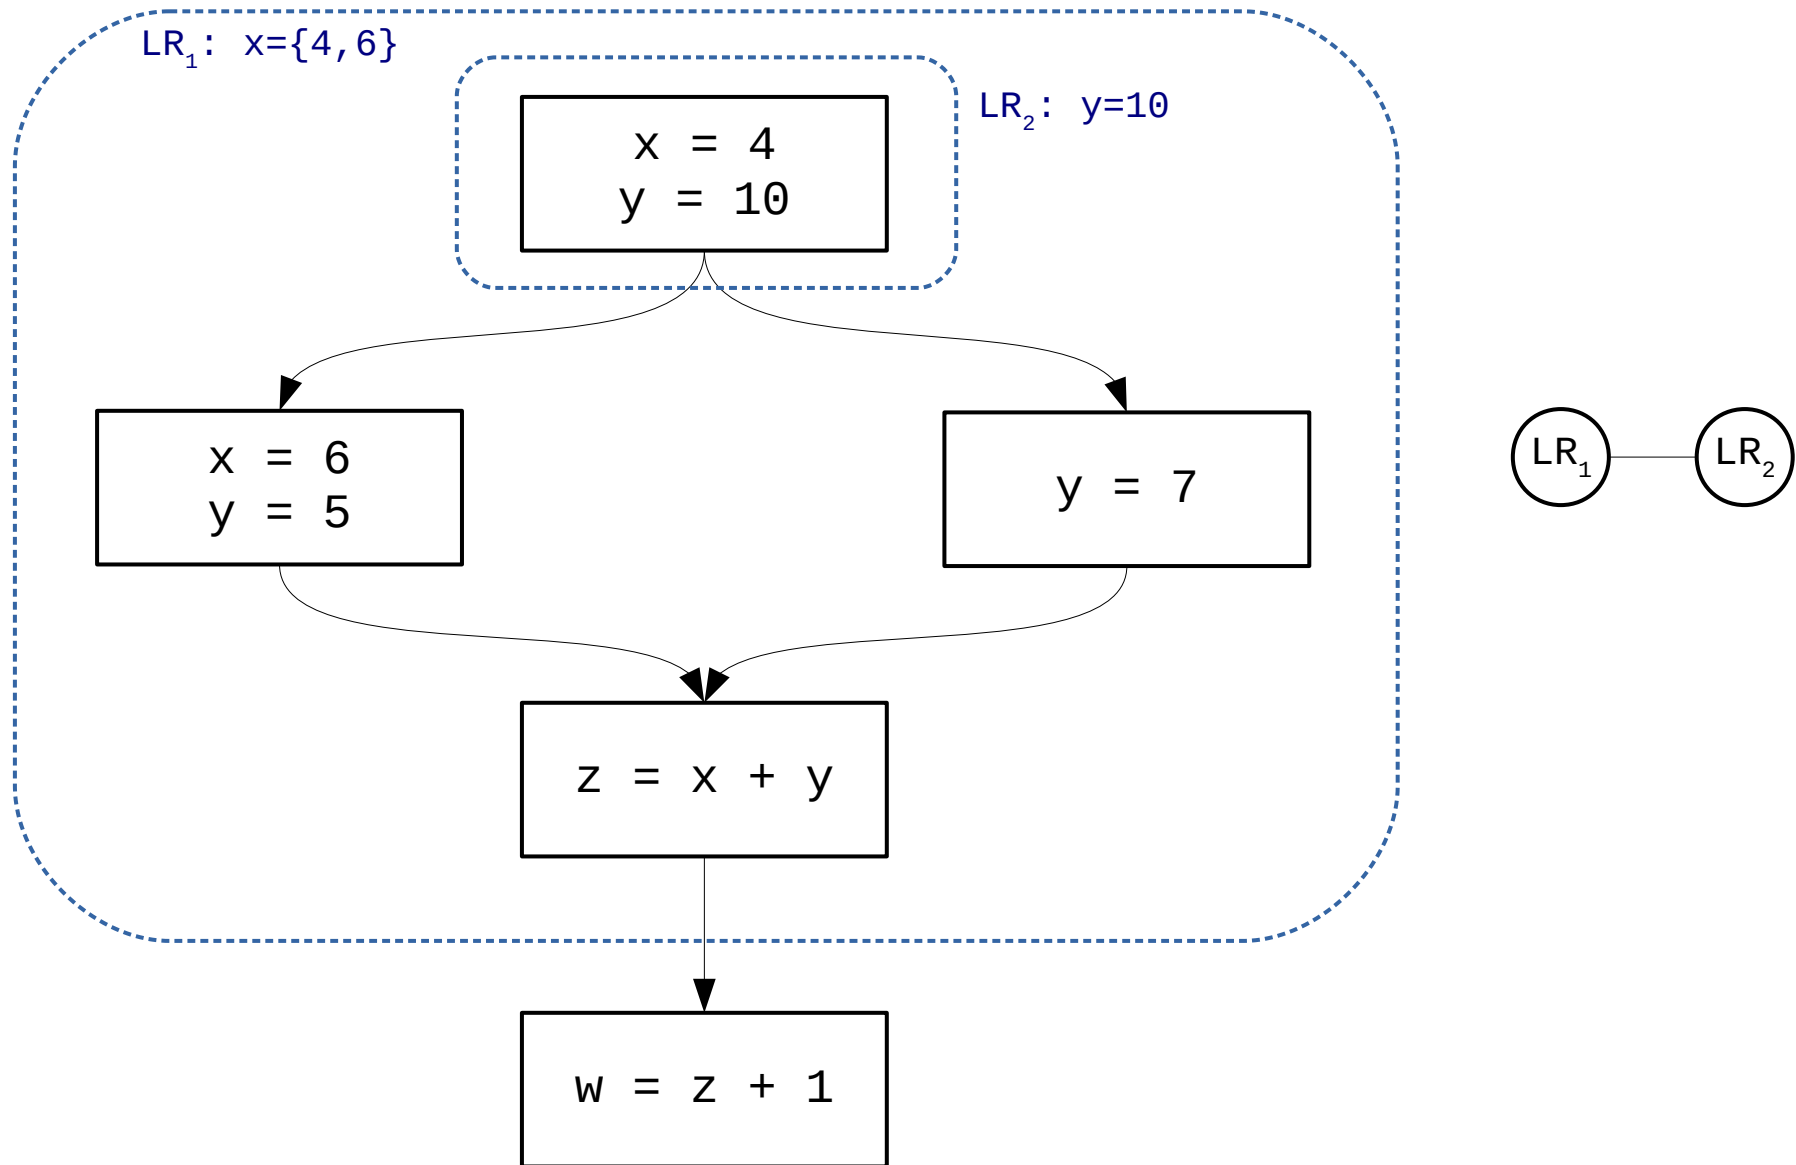 LR₁: x={4,6}
LR₂: y=10
x = 4
y = 10
x = 6
y = 5
y = 7
LR₁
LR₂
z = x + y
w = z + 1